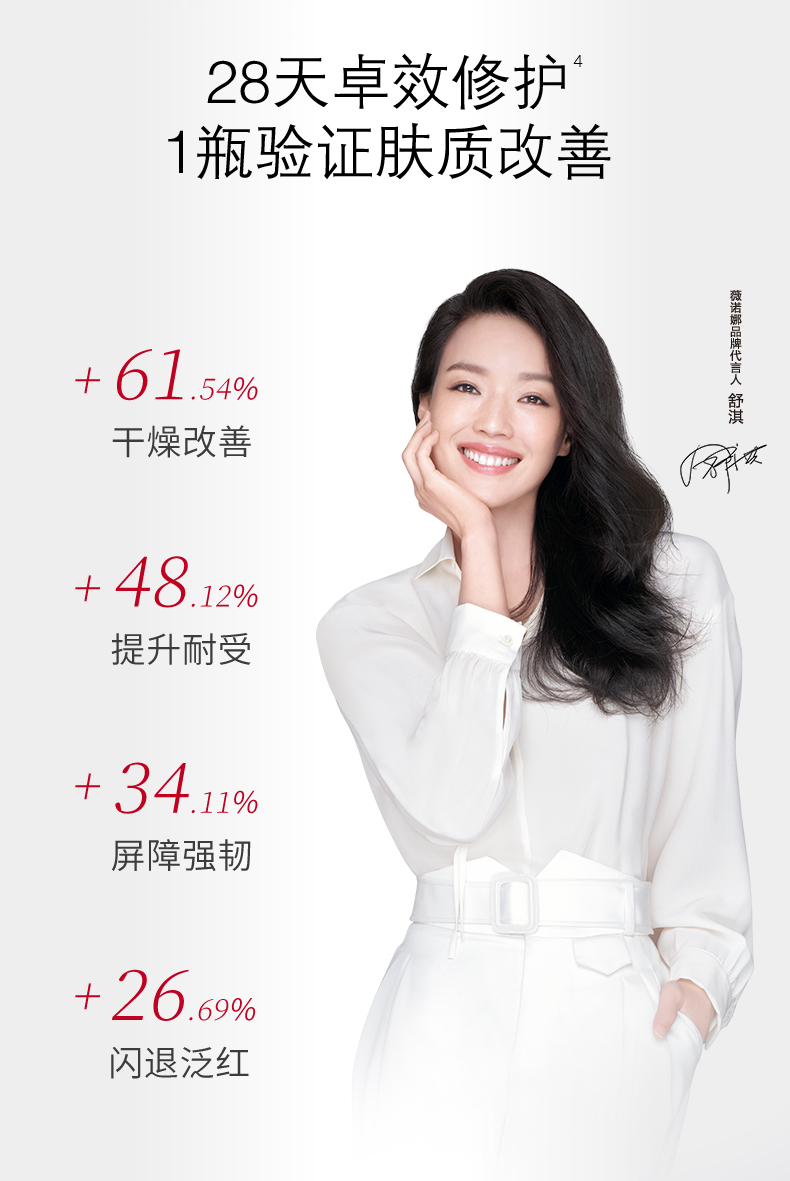 28天卓效修护⁴
1瓶验证肤质改善
薇诺娜品牌代言人 舒淇
+61.54%
干燥改善
+48.12%
提升耐受
+34.11%
屏障强韧
+26.69%
闪退泛红